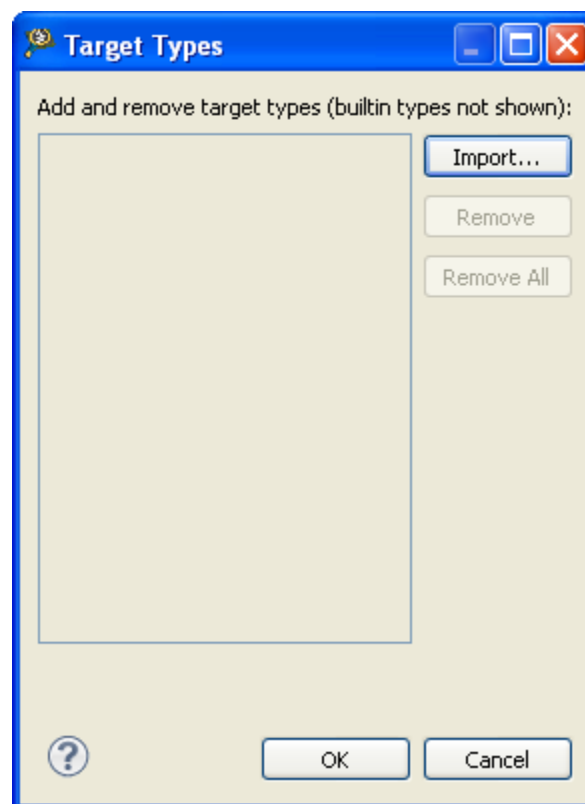 Target Types
Add and remove target types (builtin types not shown):
Import...
Remove
Remove All
?
OK
Cancel